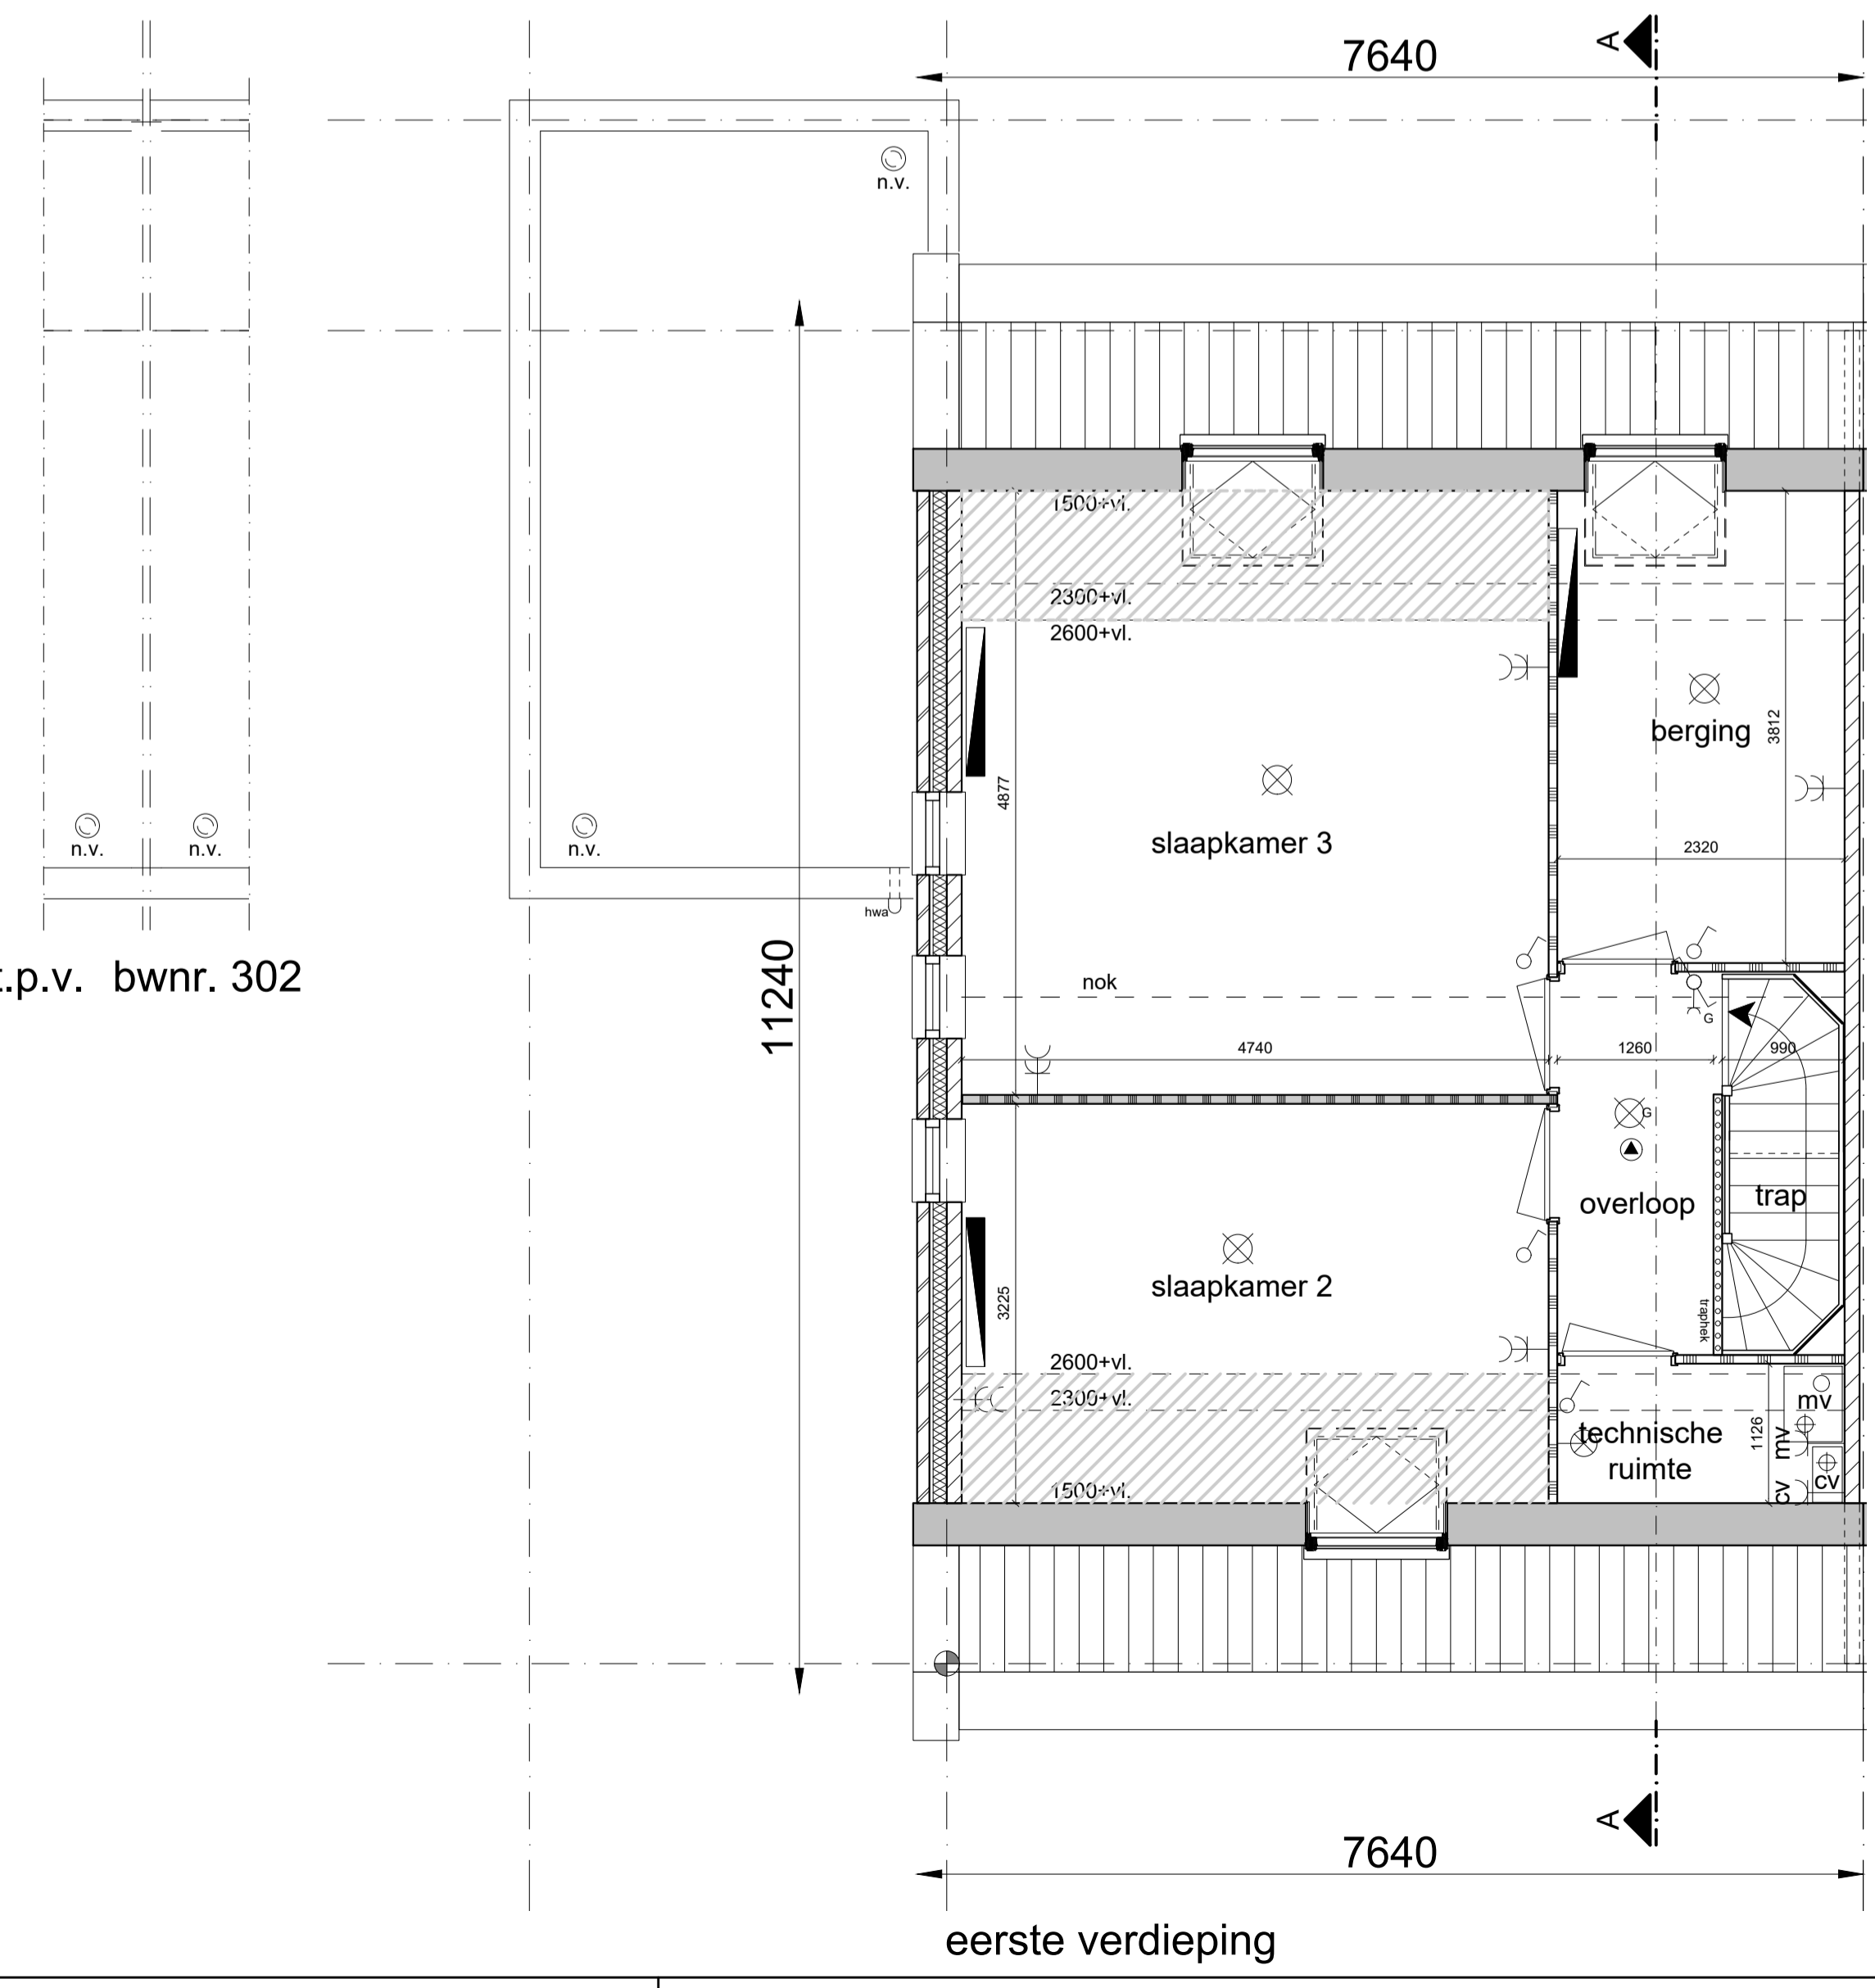 7640
A
n.v.
1500+vl.
2300+vl.
2600+vl.
berging
3812
4877
slaapkamer 3
2320
n.v.
n.v.
n.v.
hwa
t.p.v. bwnr. 302
11240
nok
G
4740
1260
990
G
overloop
trap
slaapkamer 2
3225
traphek
2600+vl.
2300+vl.
1500+vl.
technische
ruimte
1126
mv
mv
cv
cv
A
7640
eerste verdieping